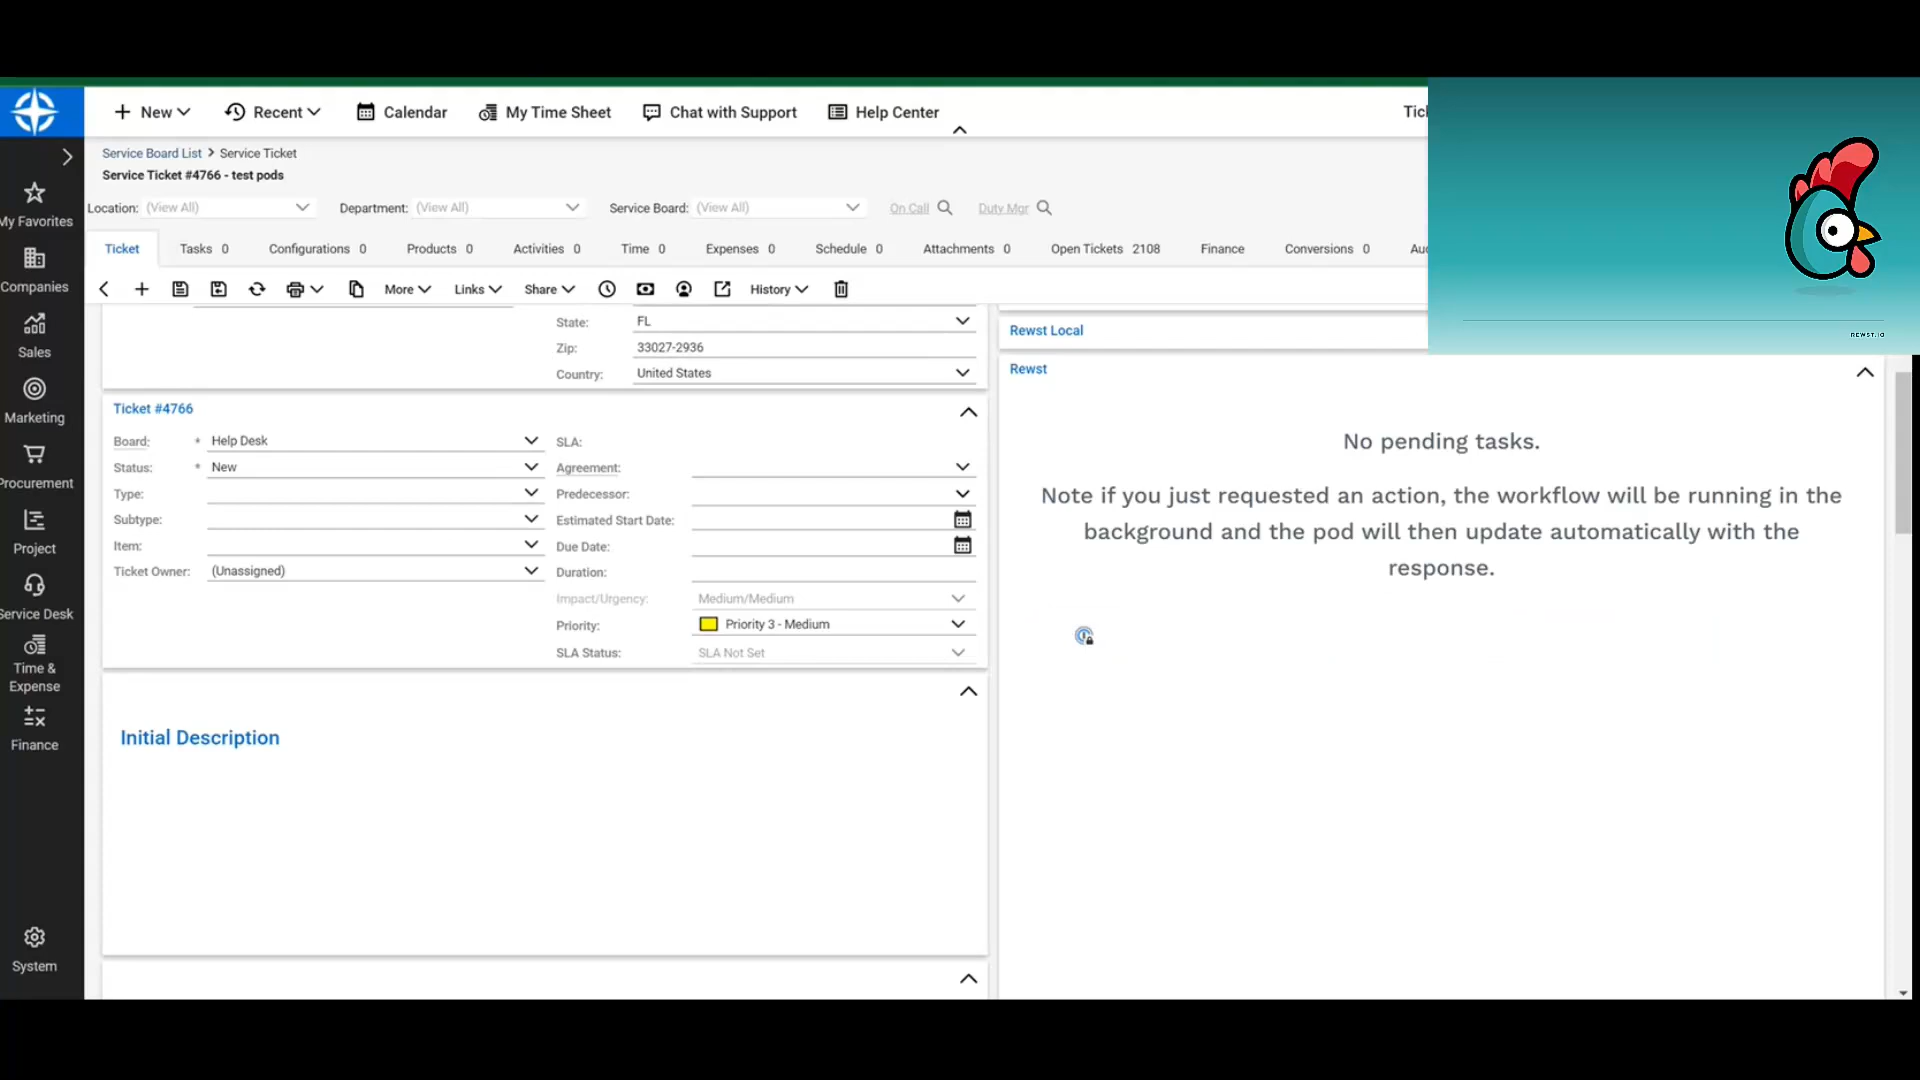 New
Recent
Calendar
My Time Sheet
Chat with Support
Help Center
Tic
Service Board List > Service Ticket
Service Ticket #4766 - test pods
Location: (View All)
Department: (View All)
Service Board: (View All)
On Call
Duty Mgr
Ticket
Tasks 0
Configurations 0
Products 0
Activities 0
Time 0
Expenses 0
Schedule 0
Attachments 0
Open Tickets 2108
Finance
Conversions 0
Au
More
Links
Share
History
My Favorites
Companies
Sales
Marketing
Procurement
Project
Service Desk
Time &
Expense
Finance
System
State: FL
Zip: 33027-2936
Country: United States
Ticket #4766
Board: * Help Desk
Status: * New
Type:
Subtype:
Item:
Ticket Owner: (Unassigned)
SLA:
Agreement:
Predecessor:
Estimated Start Date:
Due Date:
Duration:
Impact/Urgency: Medium/Medium
Priority: Priority 3 - Medium
SLA Status: SLA Not Set
Initial Description
Rewst Local
Rewst
No pending tasks.
Note if you just requested an action, the workflow will be running in the
background and the pod will then update automatically with the
response.
REWST.IO